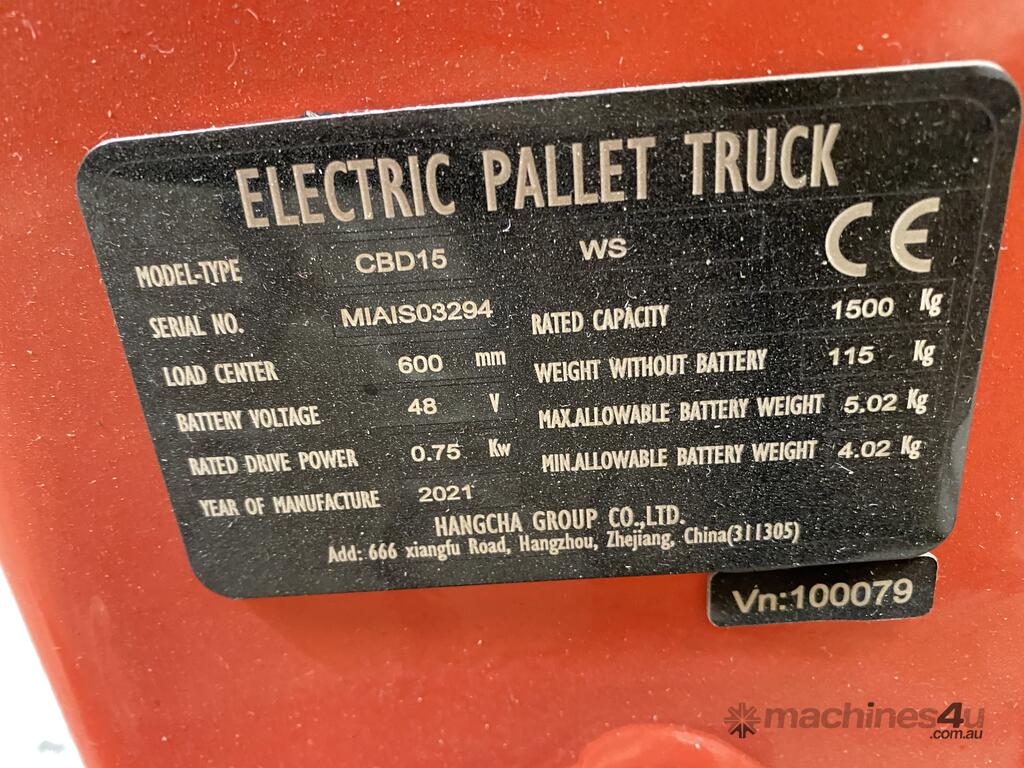 ELECTRIC PALLET TRUCK
MODEL-TYPE CBD15 WS CE
SERIAL NO. MIAIS03294 RATED CAPACITY 1500 Kg
LOAD CENTER 600 mm WEIGHT WITHOUT BATTERY 115 Kg
BATTERY VOLTAGE 48 V MAX.ALLOWABLE BATTERY WEIGHT 5.02 Kg
RATED DRIVE POWER 0.75 Kw MIN.ALLOWABLE BATTERY WEIGHT 4.02 Kg
YEAR OF MANUFACTURE 2021
HANGCHA GROUP CO.,LTD.
Add: 666 xiangfu Road, Hangzhou, Zhejiang, China(311305)
Vn:100079
machines4u
.com.au